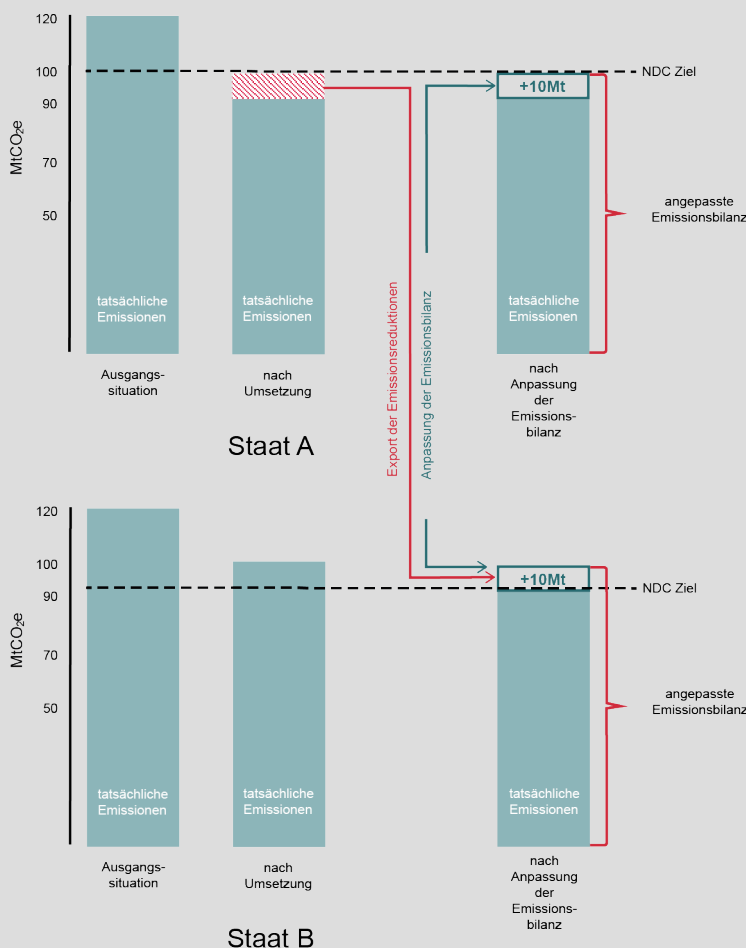 120
100
90
70
50
MtCO₂e
NDC Ziel
+10Mt
angepasste
Emissionsbilanz
tatsächliche
Emissionen
tatsächliche
Emissionen
tatsächliche
Emissionen
Ausgangs-
situation
nach
Umsetzung
nach
Anpassung
der
Emissions-
bilanz
Staat A
Export der Emissionsreduktionen
Anpassung der Emissionsbilanz
120
100
90
70
50
MtCO₂e
+10Mt
NDC Ziel
angepasste
Emissionsbilanz
tatsächliche
Emissionen
tatsächliche
Emissionen
tatsächliche
Emissionen
Ausgangs-
situation
nach
Umsetzung
nach
Anpassung
der
Emissions-
bilanz
Staat B